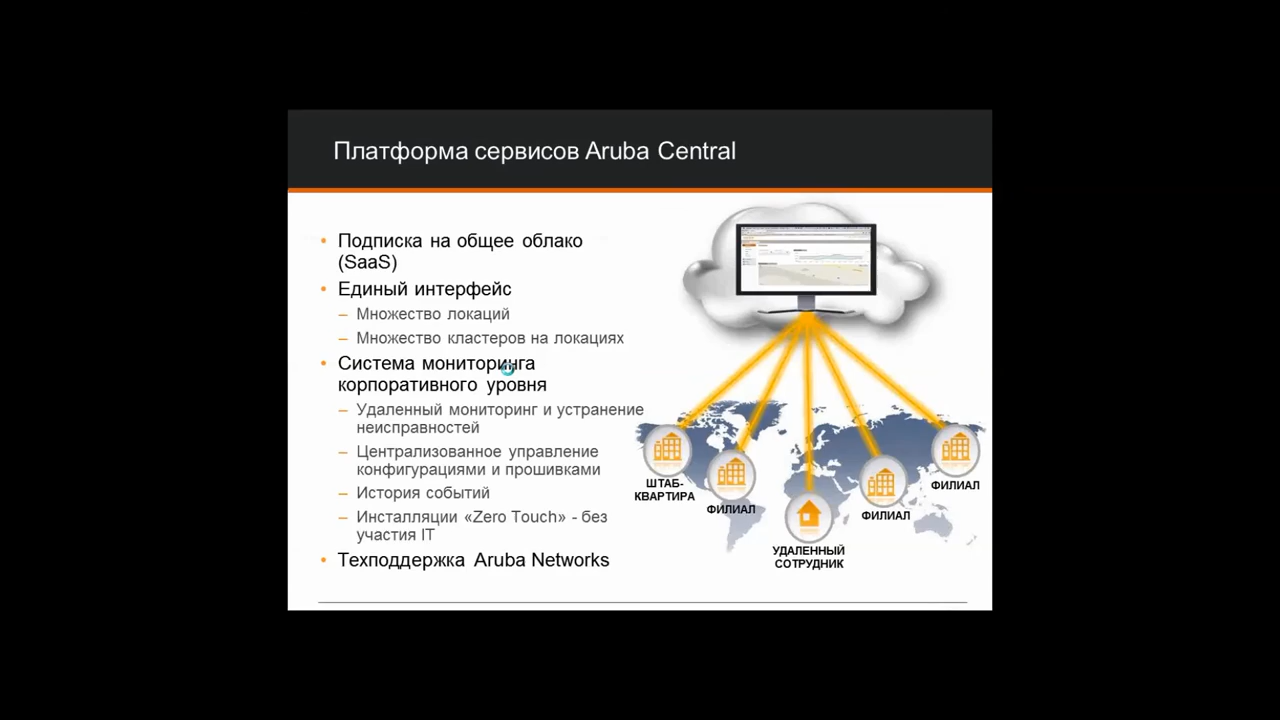 Платформа сервисов Aruba Central
• Подписка на общее облако
(SaaS)
• Единый интерфейс
– Множество локаций
– Множество кластеров на локациях
• Система мониторинга
корпоративного уровня
– Удаленный мониторинг и устранение
неисправностей
– Централизованное управление
конфигурациями и прошивками
– История событий
– Инсталляции «Zero Touch» - без
участия IT
• Техподдержка Aruba Networks
ШТАБ-
КВАРТИРА
ФИЛИАЛ
УДАЛЕННЫЙ
СОТРУДНИК
ФИЛИАЛ
ФИЛИАЛ